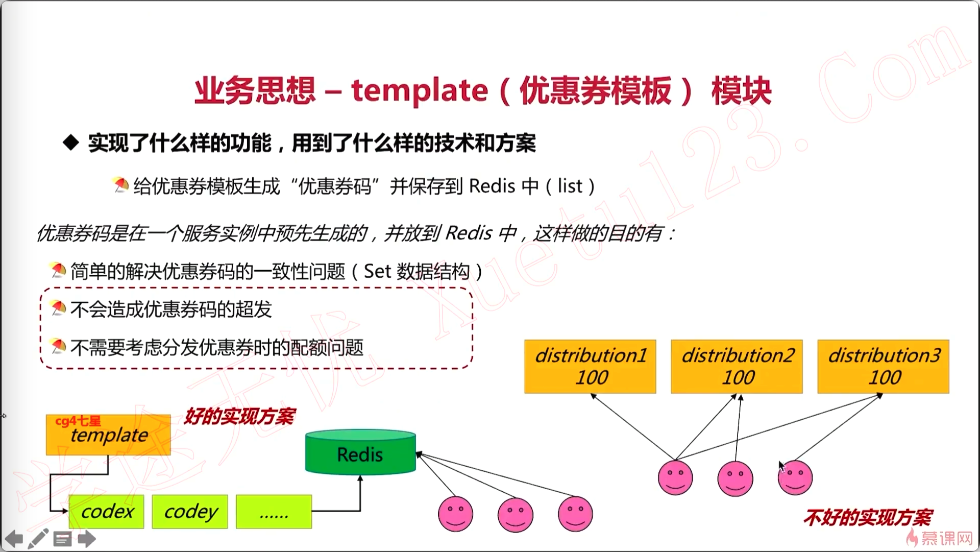 业务思想 – template（优惠券模板） 模块
实现了什么样的功能，用到了什么样的技术和方案
给优惠券模板生成“优惠券码”并保存到 Redis 中（list）
优惠券码是在一个服务实例中预先生成的，并放到 Redis 中，这样做的目的有：
简单的解决优惠券码的一致性问题（Set 数据结构）
不会造成优惠券码的超发
不需要考虑分发优惠券时的配额问题
distribution1
100
distribution2
100
distribution3
100
好的实现方案
cg4七星
template
Redis
codex
codey
......
不好的实现方案
慕课网
学途无忧 Xuetu123.Com